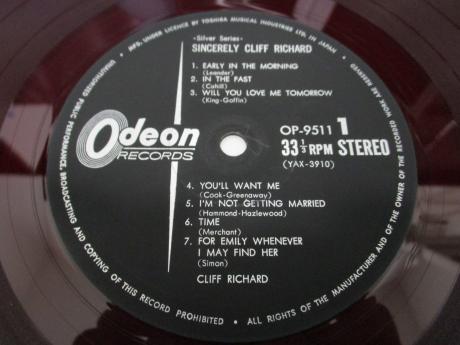 MFD. UNDER LICENCE BY TOSHIBA MUSICAL INDUSTRIES LTD. IN JAPAN
-Silver Series-
SINCERELY CLIFF RICHARD
1. EARLY IN THE MORNING
(Leander)
2. IN THE PAST
(Cahill)
3. WILL YOU LOVE ME TOMORROW
(King-Goffin)
Odeon
RECORDS
OP-9511 1
33 1/3 RPM STEREO
(YAX-3910)
4. YOU'LL WANT ME
(Cook-Greenaway)
5. I'M NOT GETTING MARRIED
(Hammond-Hazlewood)
6. TIME
(Merchant)
7. FOR EMILY WHENEVER
I MAY FIND HER
(Simon)
CLIFF RICHARD
UNAUTHORIZED PUBLIC PERFORMANCE, BROADCASTING AND COPYING OF THIS RECORD PROHIBITED • ALL RIGHTS OF THE MANUFACTURER AND OF THE OWNER OF THE RECORDED WORK ARE RESERVED